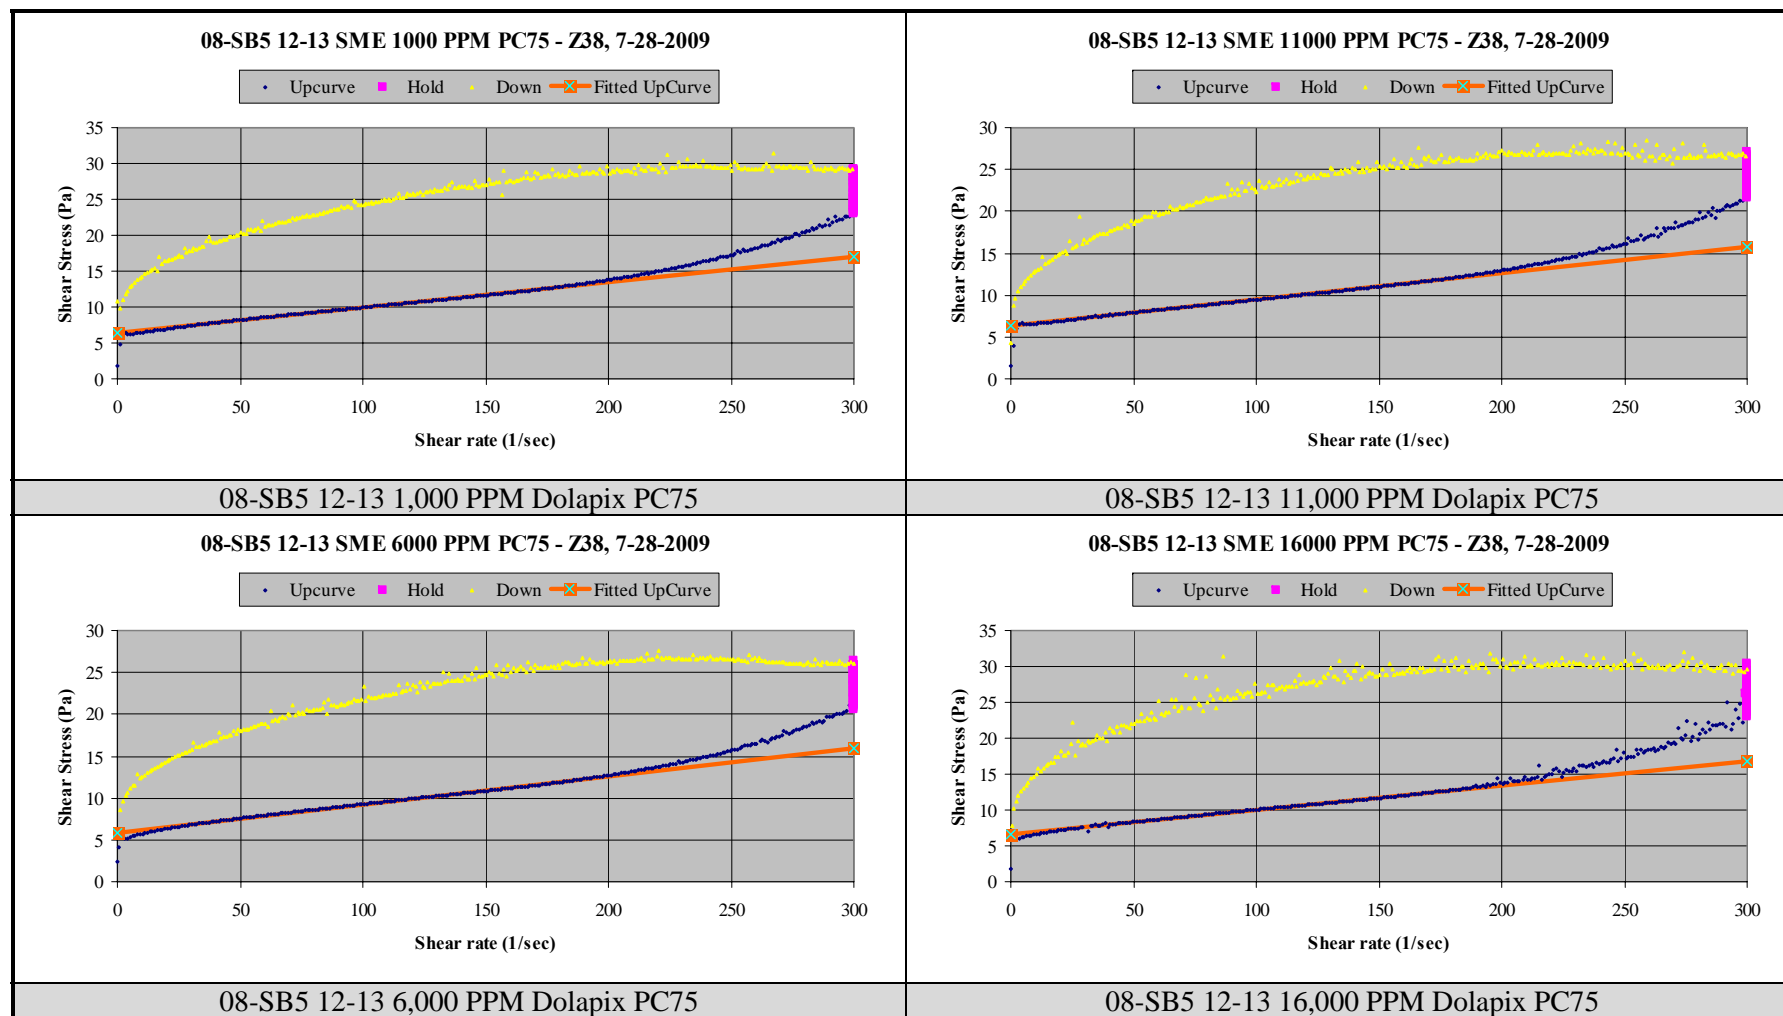 08-SB5 12-13 SME 1000 PPM PC75 - Z38, 7-28-2009
Upcurve Hold Down Fitted UpCurve
Shear Stress (Pa)
35
30
25
20
15
10
5
0
0 50 100 150 200 250 300
Shear rate (1/sec)
08-SB5 12-13 1,000 PPM Dolapix PC75
08-SB5 12-13 SME 11000 PPM PC75 - Z38, 7-28-2009
Upcurve Hold Down Fitted UpCurve
Shear Stress (Pa)
30
25
20
15
10
5
0
0 50 100 150 200 250 300
Shear rate (1/sec)
08-SB5 12-13 11,000 PPM Dolapix PC75
08-SB5 12-13 SME 6000 PPM PC75 - Z38, 7-28-2009
Upcurve Hold Down Fitted UpCurve
Shear Stress (Pa)
30
25
20
15
10
5
0
0 50 100 150 200 250 300
Shear rate (1/sec)
08-SB5 12-13 6,000 PPM Dolapix PC75
08-SB5 12-13 SME 16000 PPM PC75 - Z38, 7-28-2009
Upcurve Hold Down Fitted UpCurve
Shear Stress (Pa)
35
30
25
20
15
10
5
0
0 50 100 150 200 250 300
Shear rate (1/sec)
08-SB5 12-13 16,000 PPM Dolapix PC75